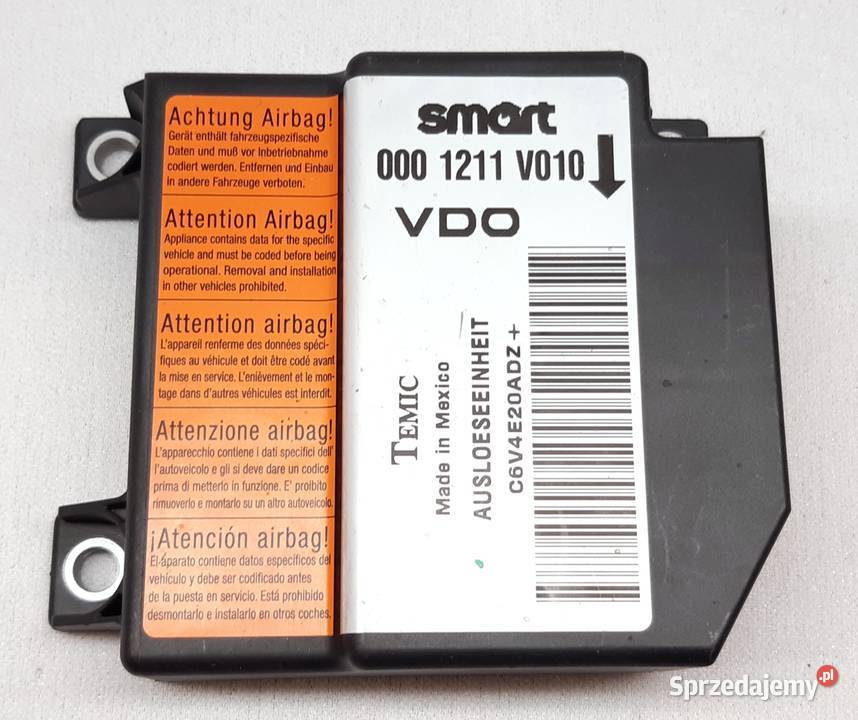 Achtung Airbag!
Gerät enthält fahrzeugspezifische
Daten und muß vor Inbetriebnahme
codiert werden. Entfernen und Einbau
in andere Fahrzeuge verboten.
Attention Airbag!
Appliance contains data for the specific
vehicle and must be coded before being
operational. Removal and installation
in other vehicles prohibited.
Attention airbag!
L'appareil renferme des données spéci-
fiques au véhicule et doit être codé avant
la mise en service. L'enièvement et le mon-
tage dans d'autres véhicules est interdit.
Attenzione airbag!
L'apparecchio contiene i dati specifici dell'
l'autoveicolo e gli si deve dare un codice
prima di metterlo in funzione. E' proibito
rimuoverlo e montarlo su un altro autoveicolo.
¡Atención airbag!
El áparato contiene datos específicos del
vehículo y debe ser codificado antes
de la puesta en servicio. Está prohibido
desmontarlo e instalarlo en otros coches.
smart
000 1211 V010
VDO
TEMIC
Made in Mexico
AUSLOESEEINHEIT
C6V4E20ADZ+
Sprzedajemy.pl